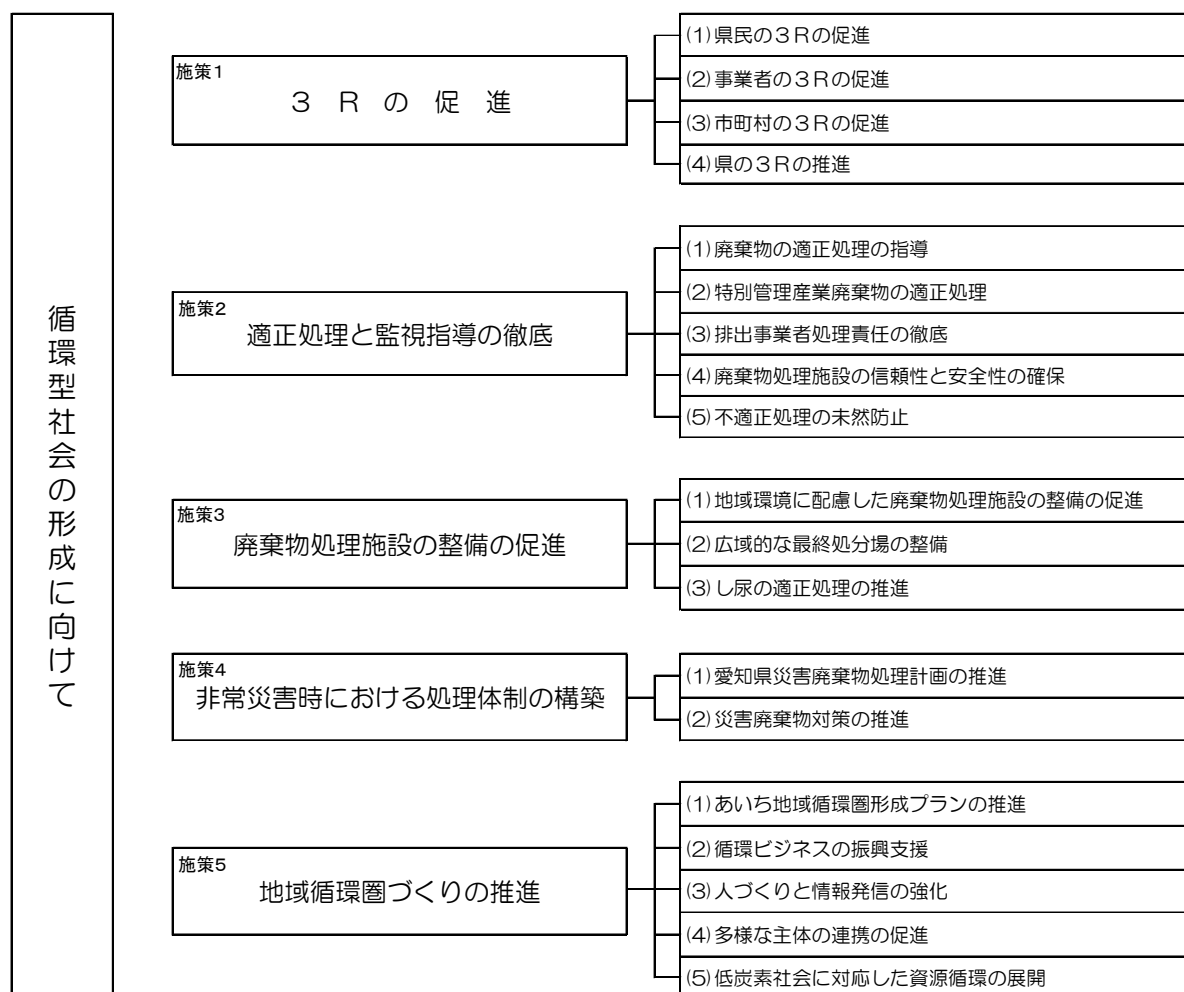 循環型社会の形成に向けて
施策1
３Ｒの促進
(1)県民の３Ｒの促進
(2)事業者の３Ｒの促進
(3)市町村の３Ｒの促進
(4)県の３Ｒの推進
施策2
適正処理と監視指導の徹底
(1)廃棄物の適正処理の指導
(2)特別管理産業廃棄物の適正処理
(3)排出事業者処理責任の徹底
(4)廃棄物処理施設の信頼性と安全性の確保
(5)不適正処理の未然防止
施策3
廃棄物処理施設の整備の促進
(1)地域環境に配慮した廃棄物処理施設の整備の促進
(2)広域的な最終処分場の整備
(3)し尿の適正処理の推進
施策4
非常災害時における処理体制の構築
(1)愛知県災害廃棄物処理計画の推進
(2)災害廃棄物対策の推進
施策5
地域循環圏づくりの推進
(1)あいち地域循環圏形成プランの推進
(2)循環ビジネスの振興支援
(3)人づくりと情報発信の強化
(4)多様な主体の連携の促進
(5)低炭素社会に対応した資源循環の展開